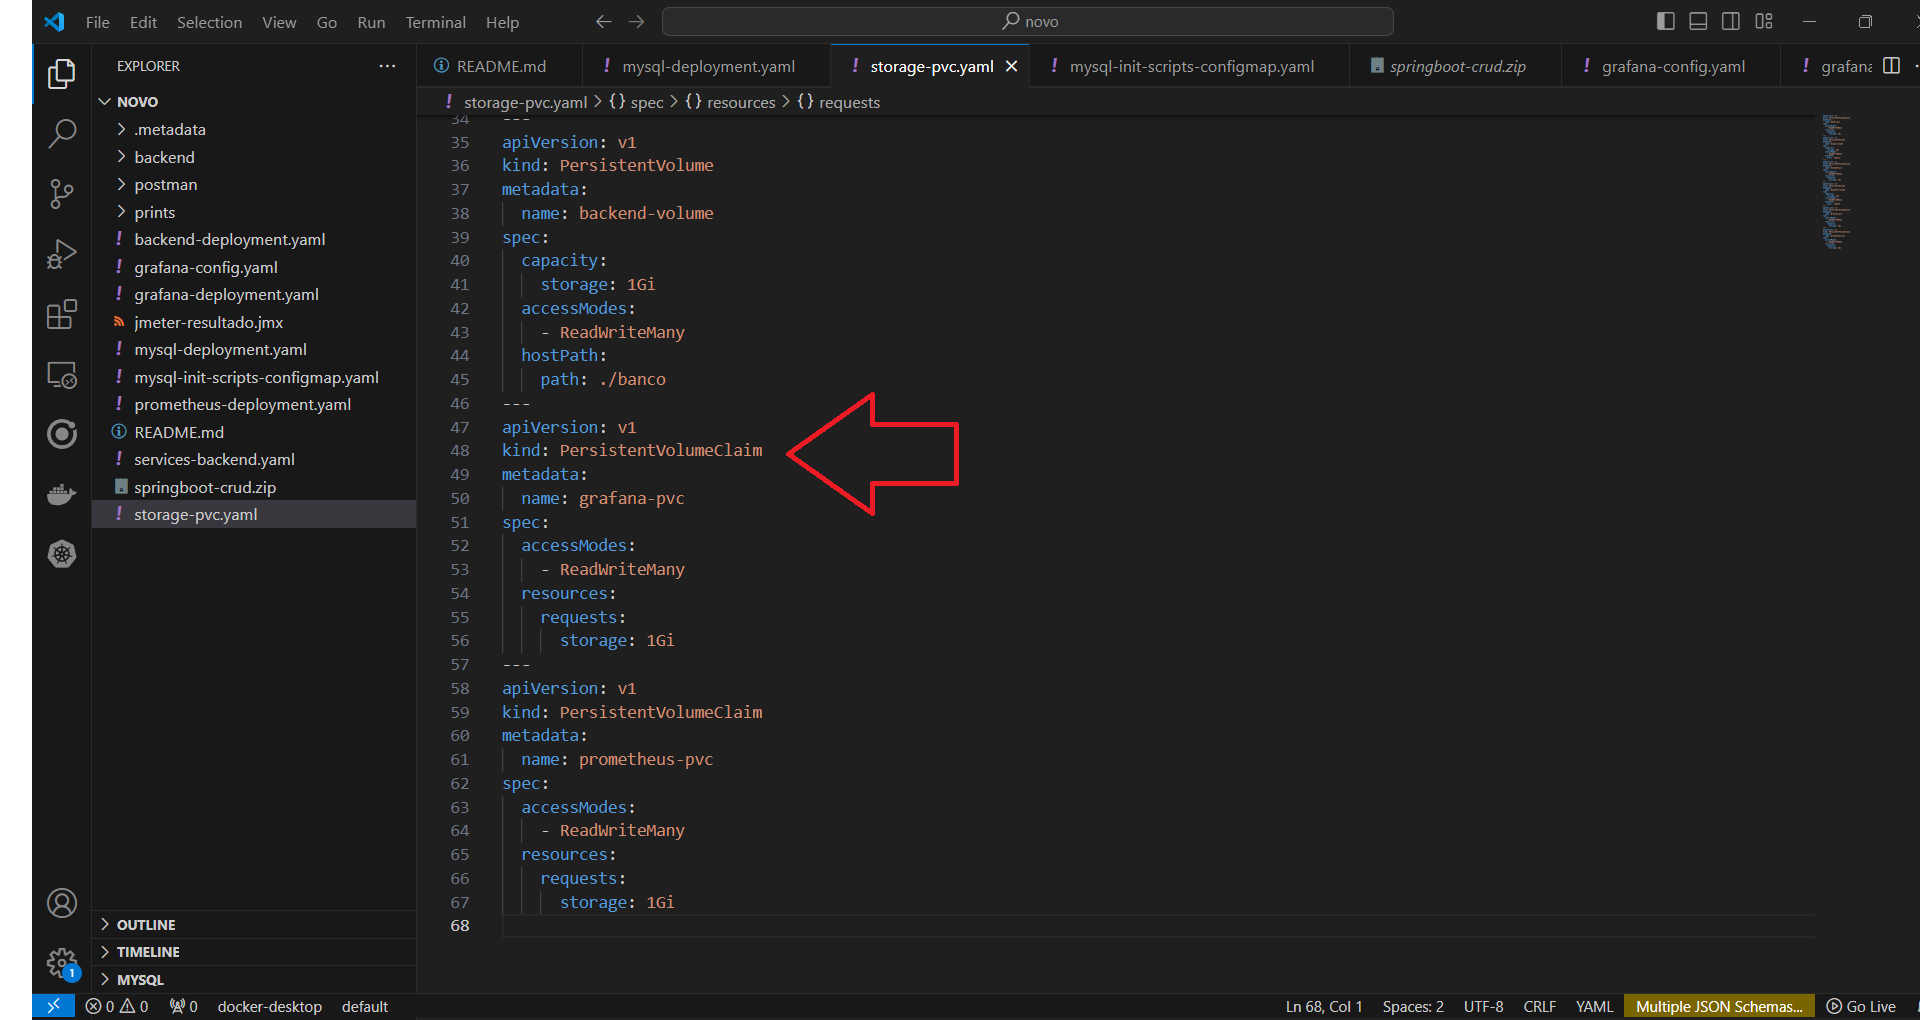 File Edit Selection View Go Run Terminal Help
novo
EXPLORER
NOVO
.metadata
backend
postman
prints
backend-deployment.yaml
grafana-config.yaml
grafana-deployment.yaml
jmeter-resultado.jmx
mysql-deployment.yaml
mysql-init-scripts-configmap.yaml
prometheus-deployment.yaml
README.md
services-backend.yaml
springboot-crud.zip
storage-pvc.yaml
OUTLINE
TIMELINE
MYSQL
1
README.md mysql-deployment.yaml storage-pvc.yaml mysql-init-scripts-configmap.yaml springboot-crud.zip grafana-config.yaml grafana
storage-pvc.yaml > {} spec > {} resources > {} requests
34 ---
35 apiVersion: v1
36 kind: PersistentVolume
37 metadata:
38 name: backend-volume
39 spec:
40 capacity:
41 storage: 1Gi
42 accessModes:
43 - ReadWriteMany
44 hostPath:
45 path: ./banco
46 ---
47 apiVersion: v1
48 kind: PersistentVolumeClaim
49 metadata:
50 name: grafana-pvc
51 spec:
52 accessModes:
53 - ReadWriteMany
54 resources:
55 requests:
56 storage: 1Gi
57 ---
58 apiVersion: v1
59 kind: PersistentVolumeClaim
60 metadata:
61 name: prometheus-pvc
62 spec:
63 accessModes:
64 - ReadWriteMany
65 resources:
66 requests:
67 storage: 1Gi
68
0 0 0 docker-desktop default Ln 68, Col 1 Spaces: 2 UTF-8 CRLF YAML Multiple JSON Schemas... Go Live